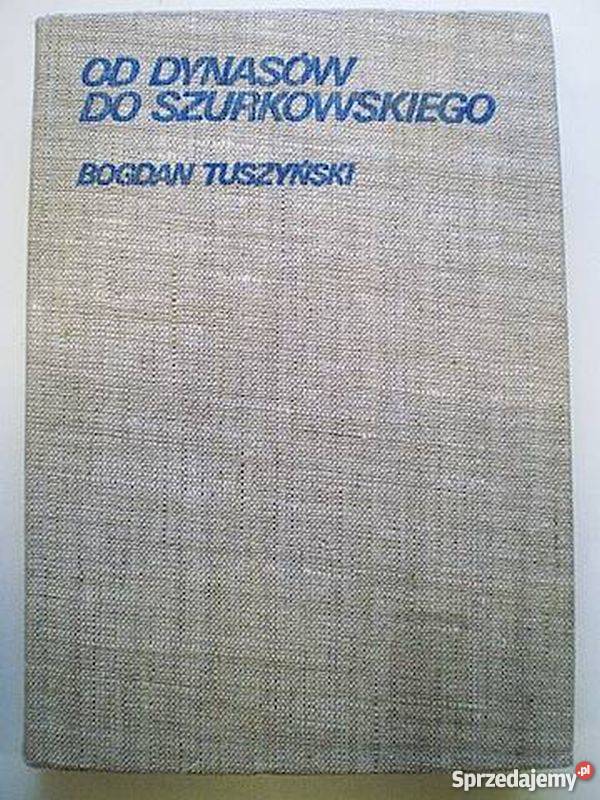 OD DYNASÓW
DO SZURKOWSKIEGO
BOGDAN TUSZYŃSKI
Sprzedajemy.pl